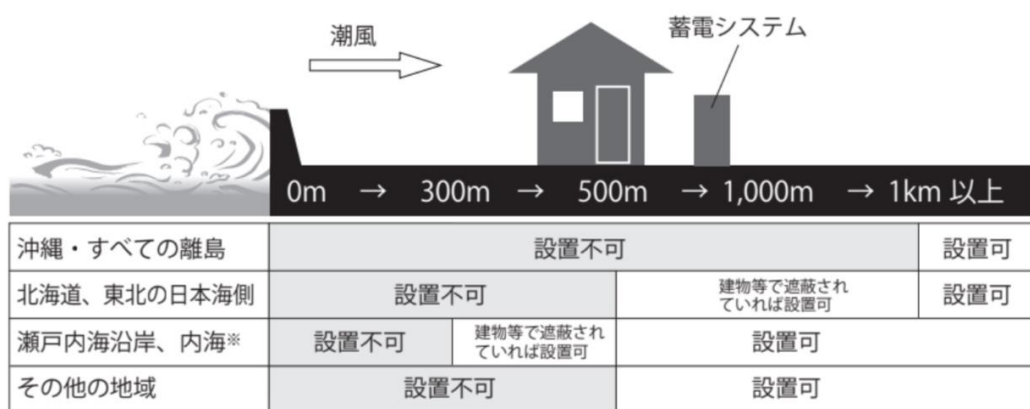 潮風
蓄電システム
0m → 300m → 500m → 1,000m → 1km 以上
沖縄・すべての離島 設置不可 設置可
北海道、東北の日本海側 設置不可 建物等で遮蔽され
ていれば設置可 設置可
瀬戸内海沿岸、内海※ 設置不可 建物等で遮蔽され
ていれば設置可 設置可
その他の地域 設置不可 設置可